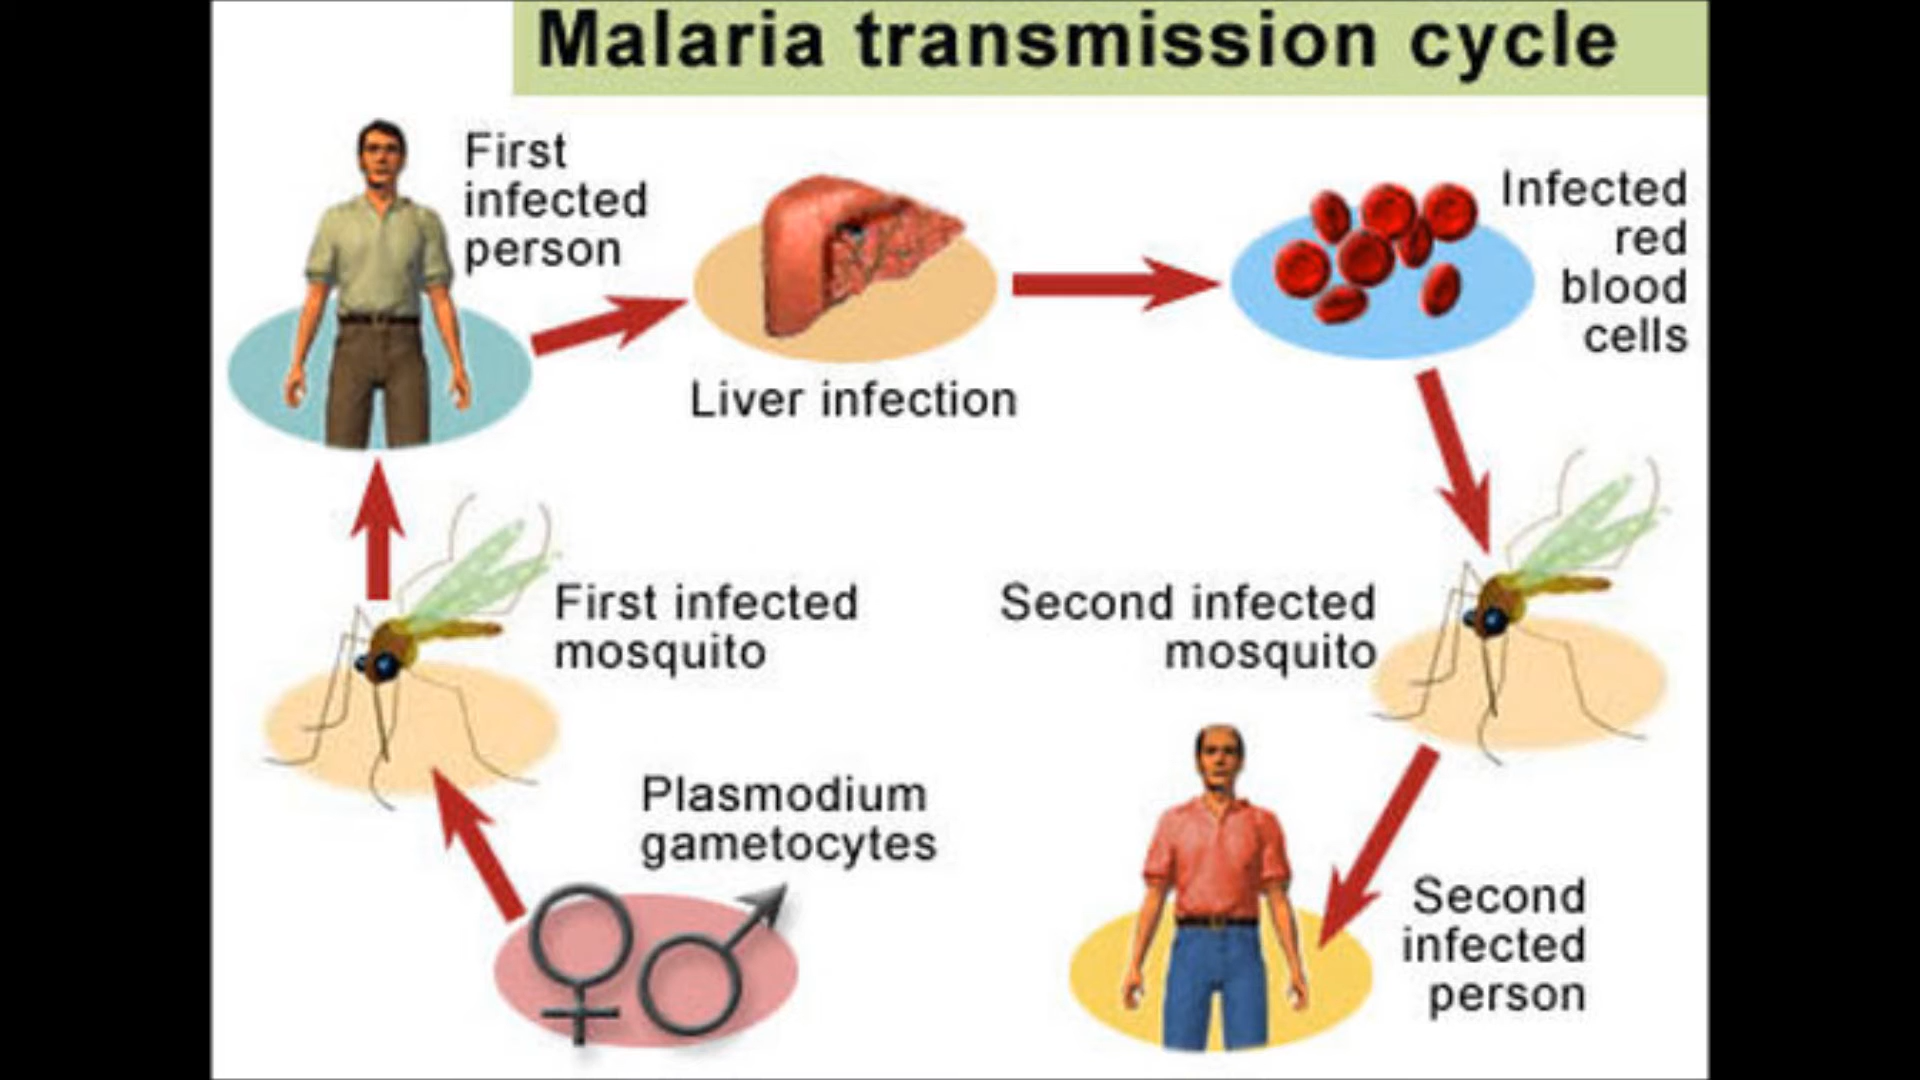 Malaria transmission cycle
First
infected
person
Liver infection
Infected
red
blood
cells
First infected
mosquito
Second infected
mosquito
Plasmodium
gametocytes
Second
infected
person